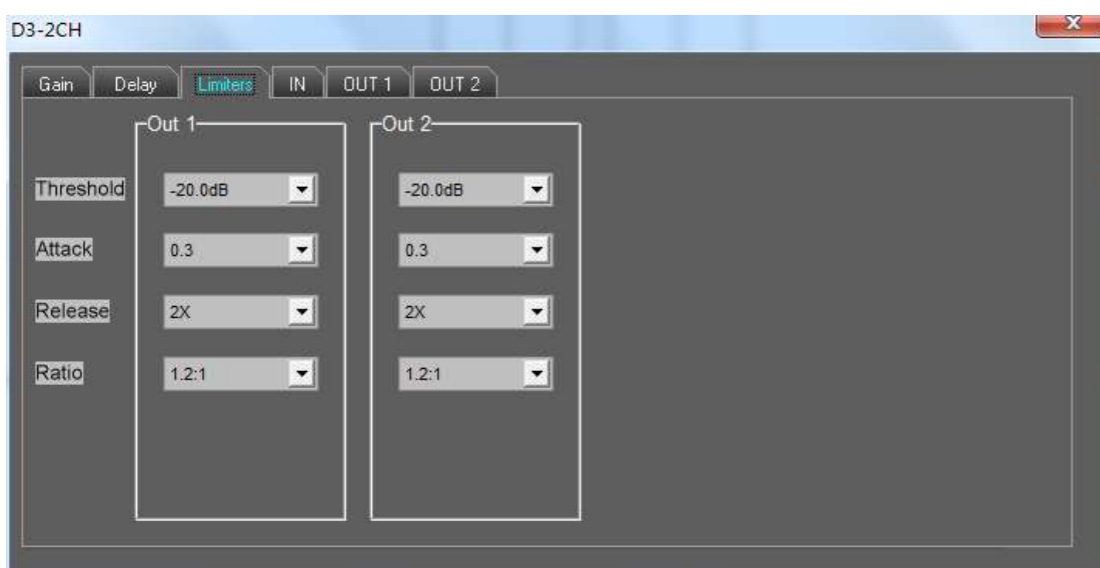 D3-2CH
Gain Delay Limiters IN OUT 1 OUT 2
Out 1 Out 2
Threshold -20.0dB -20.0dB
Attack 0.3 0.3
Release 2X 2X
Ratio 1.2:1 1.2:1